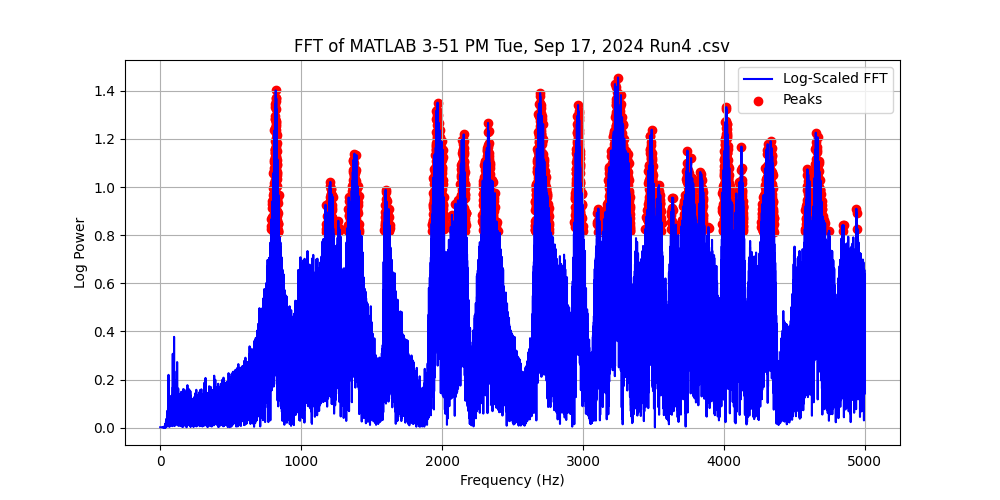 FFT of MATLAB 3-51 PM Tue, Sep 17, 2024 Run4 .csv
Log-Scaled FFT
Peaks
1.4
1.2
1.0
0.8
0.6
0.4
0.2
0.0
Log Power
0 1000 2000 3000 4000 5000
Frequency (Hz)